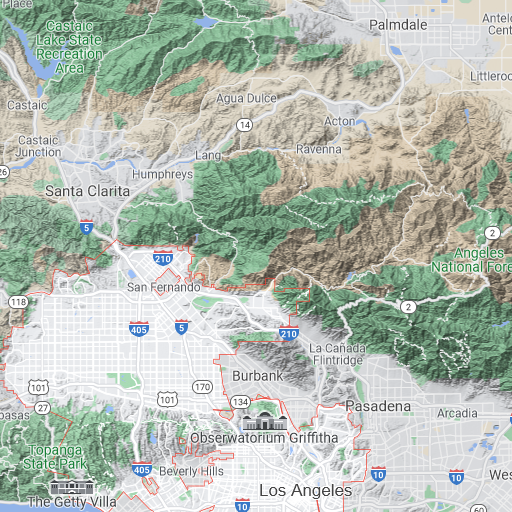 Place
Castaic
Lake State
Recreation
Area
Palmdale
Antelo
Cent
Littleroc
Castaic
Agua Dulce
14
Acton
Castaic
Junction
Lang
Ravenna
26
Humphreys
Santa Clarita
5
2
210
Angeles
National Fore
San Fernando
118
2
405
5
210
La Cañada
Flintridge
101
170
Burbank
101
134
27
Pasadena
Arcadia
basas
Obserwatorium Griffitha
Topanga
State Park
405
Beverly Hills
10
10
Wes
The Getty Villa
Los Angeles
10